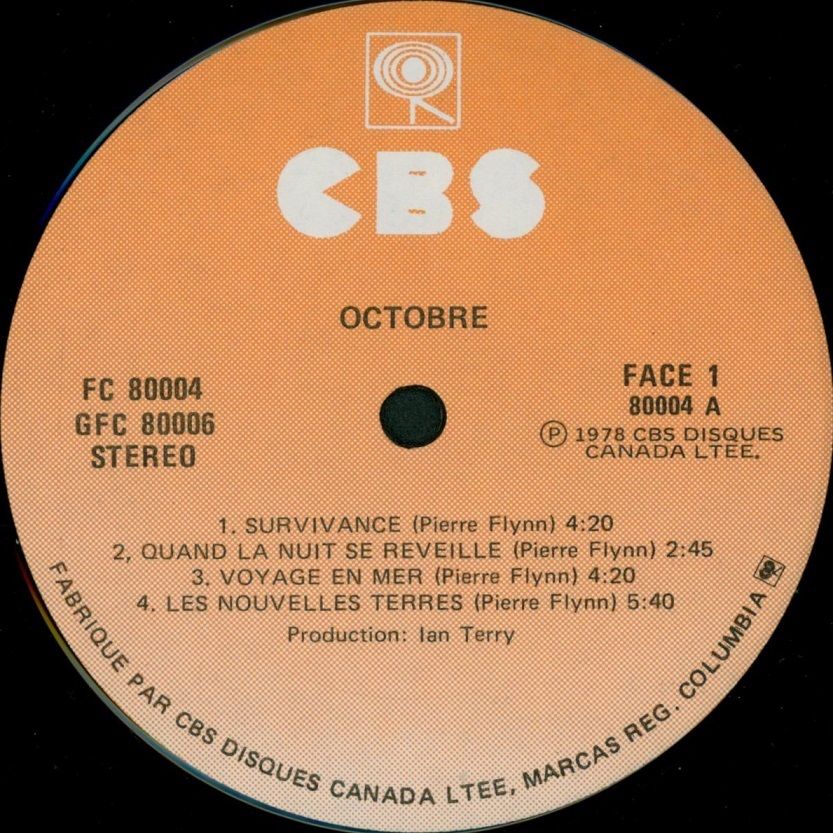 CBS
OCTOBRE
FC 80004
GFC 80006
STEREO
FACE 1
80004 A
Ⓟ 1978 CBS DISQUES
CANADA LTEE.
1. SURVIVANCE (Pierre Flynn) 4:20
2, QUAND LA NUIT SE REVEILLE (Pierre Flynn) 2:45
3. VOYAGE EN MER (Pierre Flynn) 4:20
4. LES NOUVELLES TERRES (Pierre Flynn) 5:40
Production: Ian Terry
FABRIQUE PAR CBS DISQUES CANADA LTEE, MARCAS REG. COLUMBIA